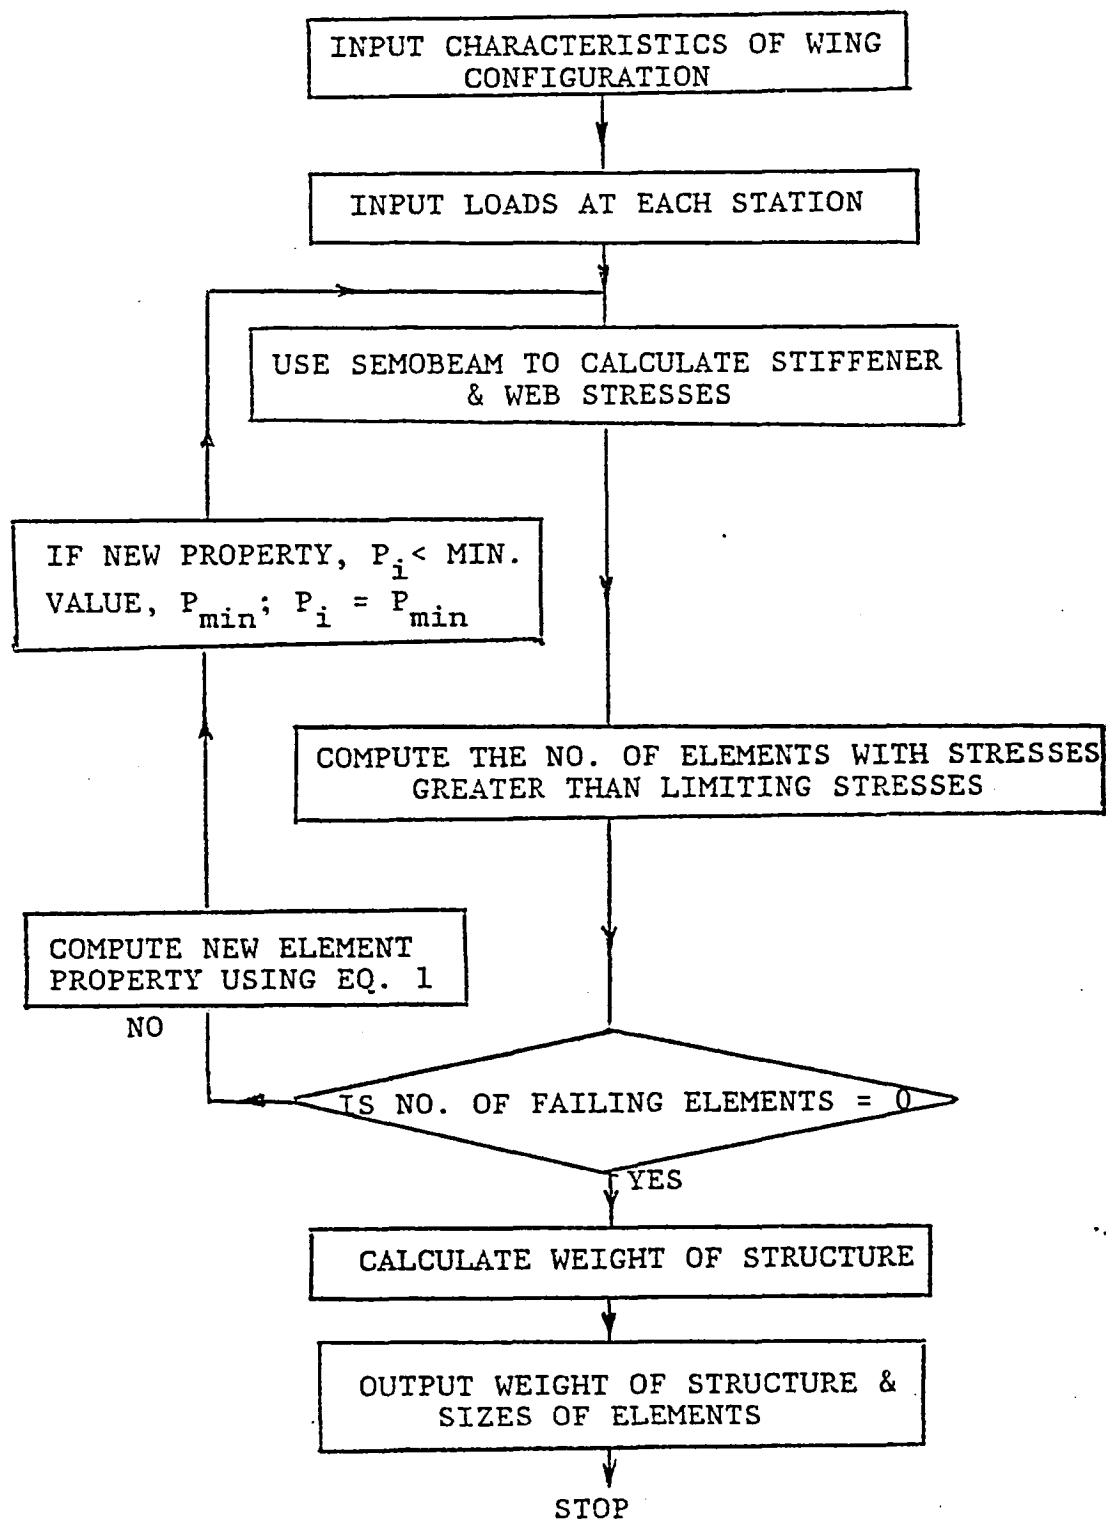 INPUT CHARACTERISTICS OF WING
CONFIGURATION
INPUT LOADS AT EACH STATION
USE SEMOBEAM TO CALCULATE STIFFENER
& WEB STRESSES
IF NEW PROPERTY, Pi< MIN.
VALUE, Pmin; Pi = Pmin
COMPUTE THE NO. OF ELEMENTS WITH STRESSES
GREATER THAN LIMITING STRESSES
COMPUTE NEW ELEMENT
PROPERTY USING EQ. 1
NO
IS NO. OF FAILING ELEMENTS = 0
YES
CALCULATE WEIGHT OF STRUCTURE
OUTPUT WEIGHT OF STRUCTURE &
SIZES OF ELEMENTS
STOP